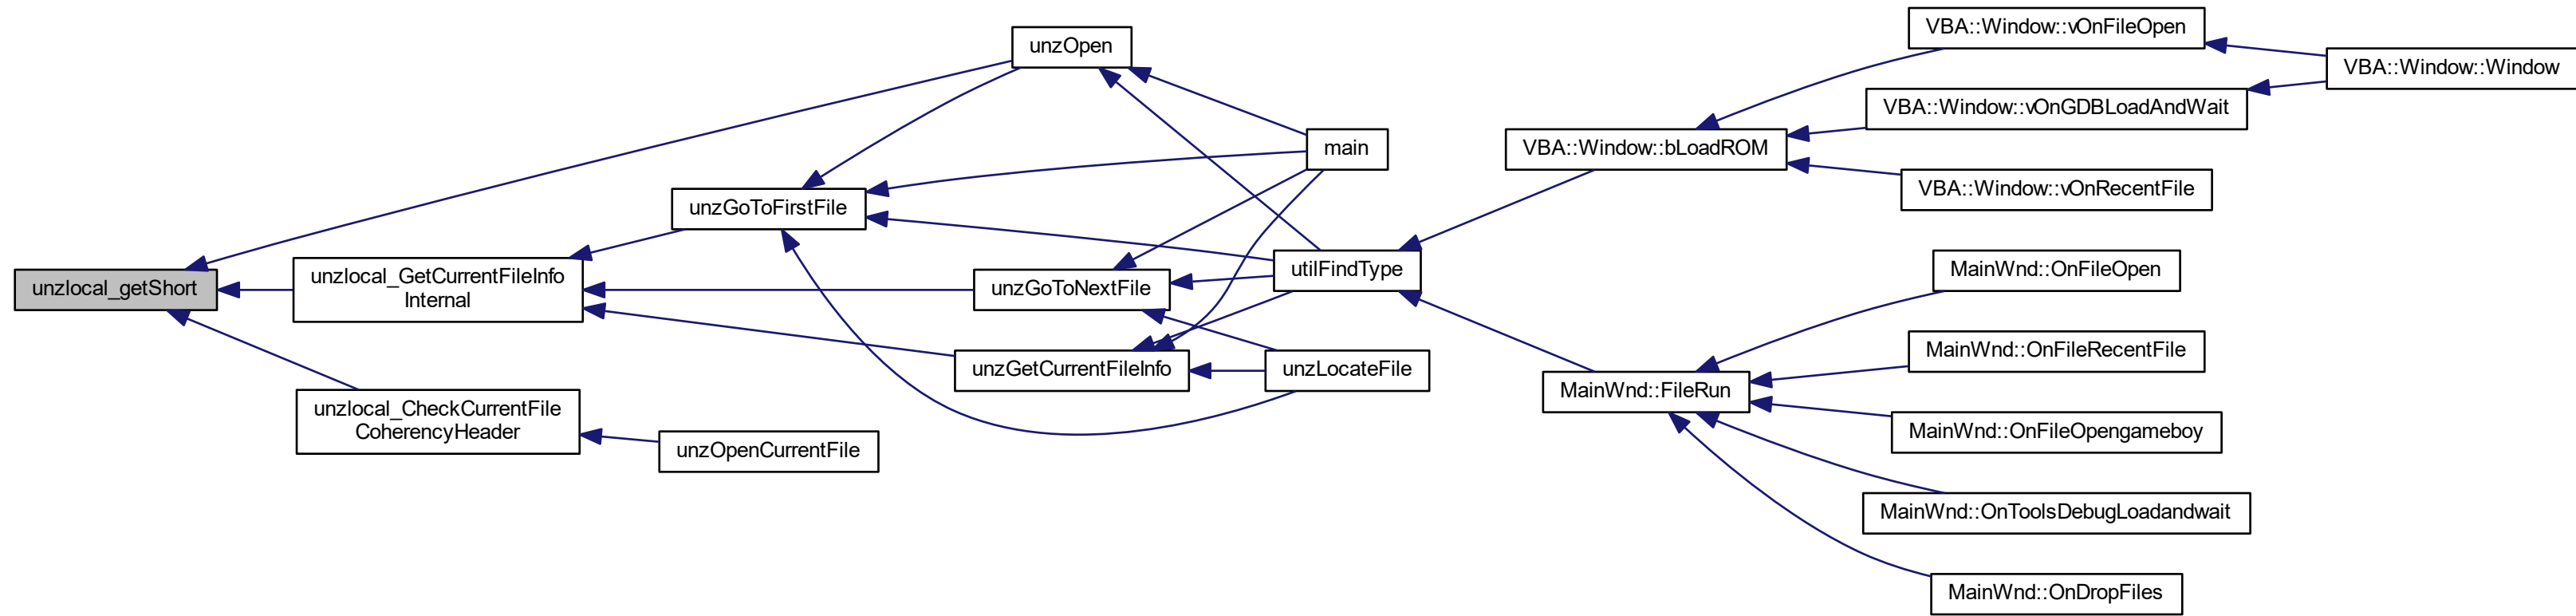 unzlocal_getShort
unzlocal_GetCurrentFileInfo
Internal
unzlocal_CheckCurrentFile
CoherencyHeader
unzGoToFirstFile
unzOpenCurrentFile
unzOpen
unzGoToNextFile
unzGetCurrentFileInfo
main
utilFindType
unzLocateFile
VBA::Window::bLoadROM
MainWnd::FileRun
VBA::Window::vOnFileOpen
VBA::Window::vOnGDBLoadAndWait
VBA::Window::vOnRecentFile
MainWnd::OnFileOpen
MainWnd::OnFileRecentFile
MainWnd::OnFileOpengameboy
MainWnd::OnToolsDebugLoadandwait
MainWnd::OnDropFiles
VBA::Window::Window